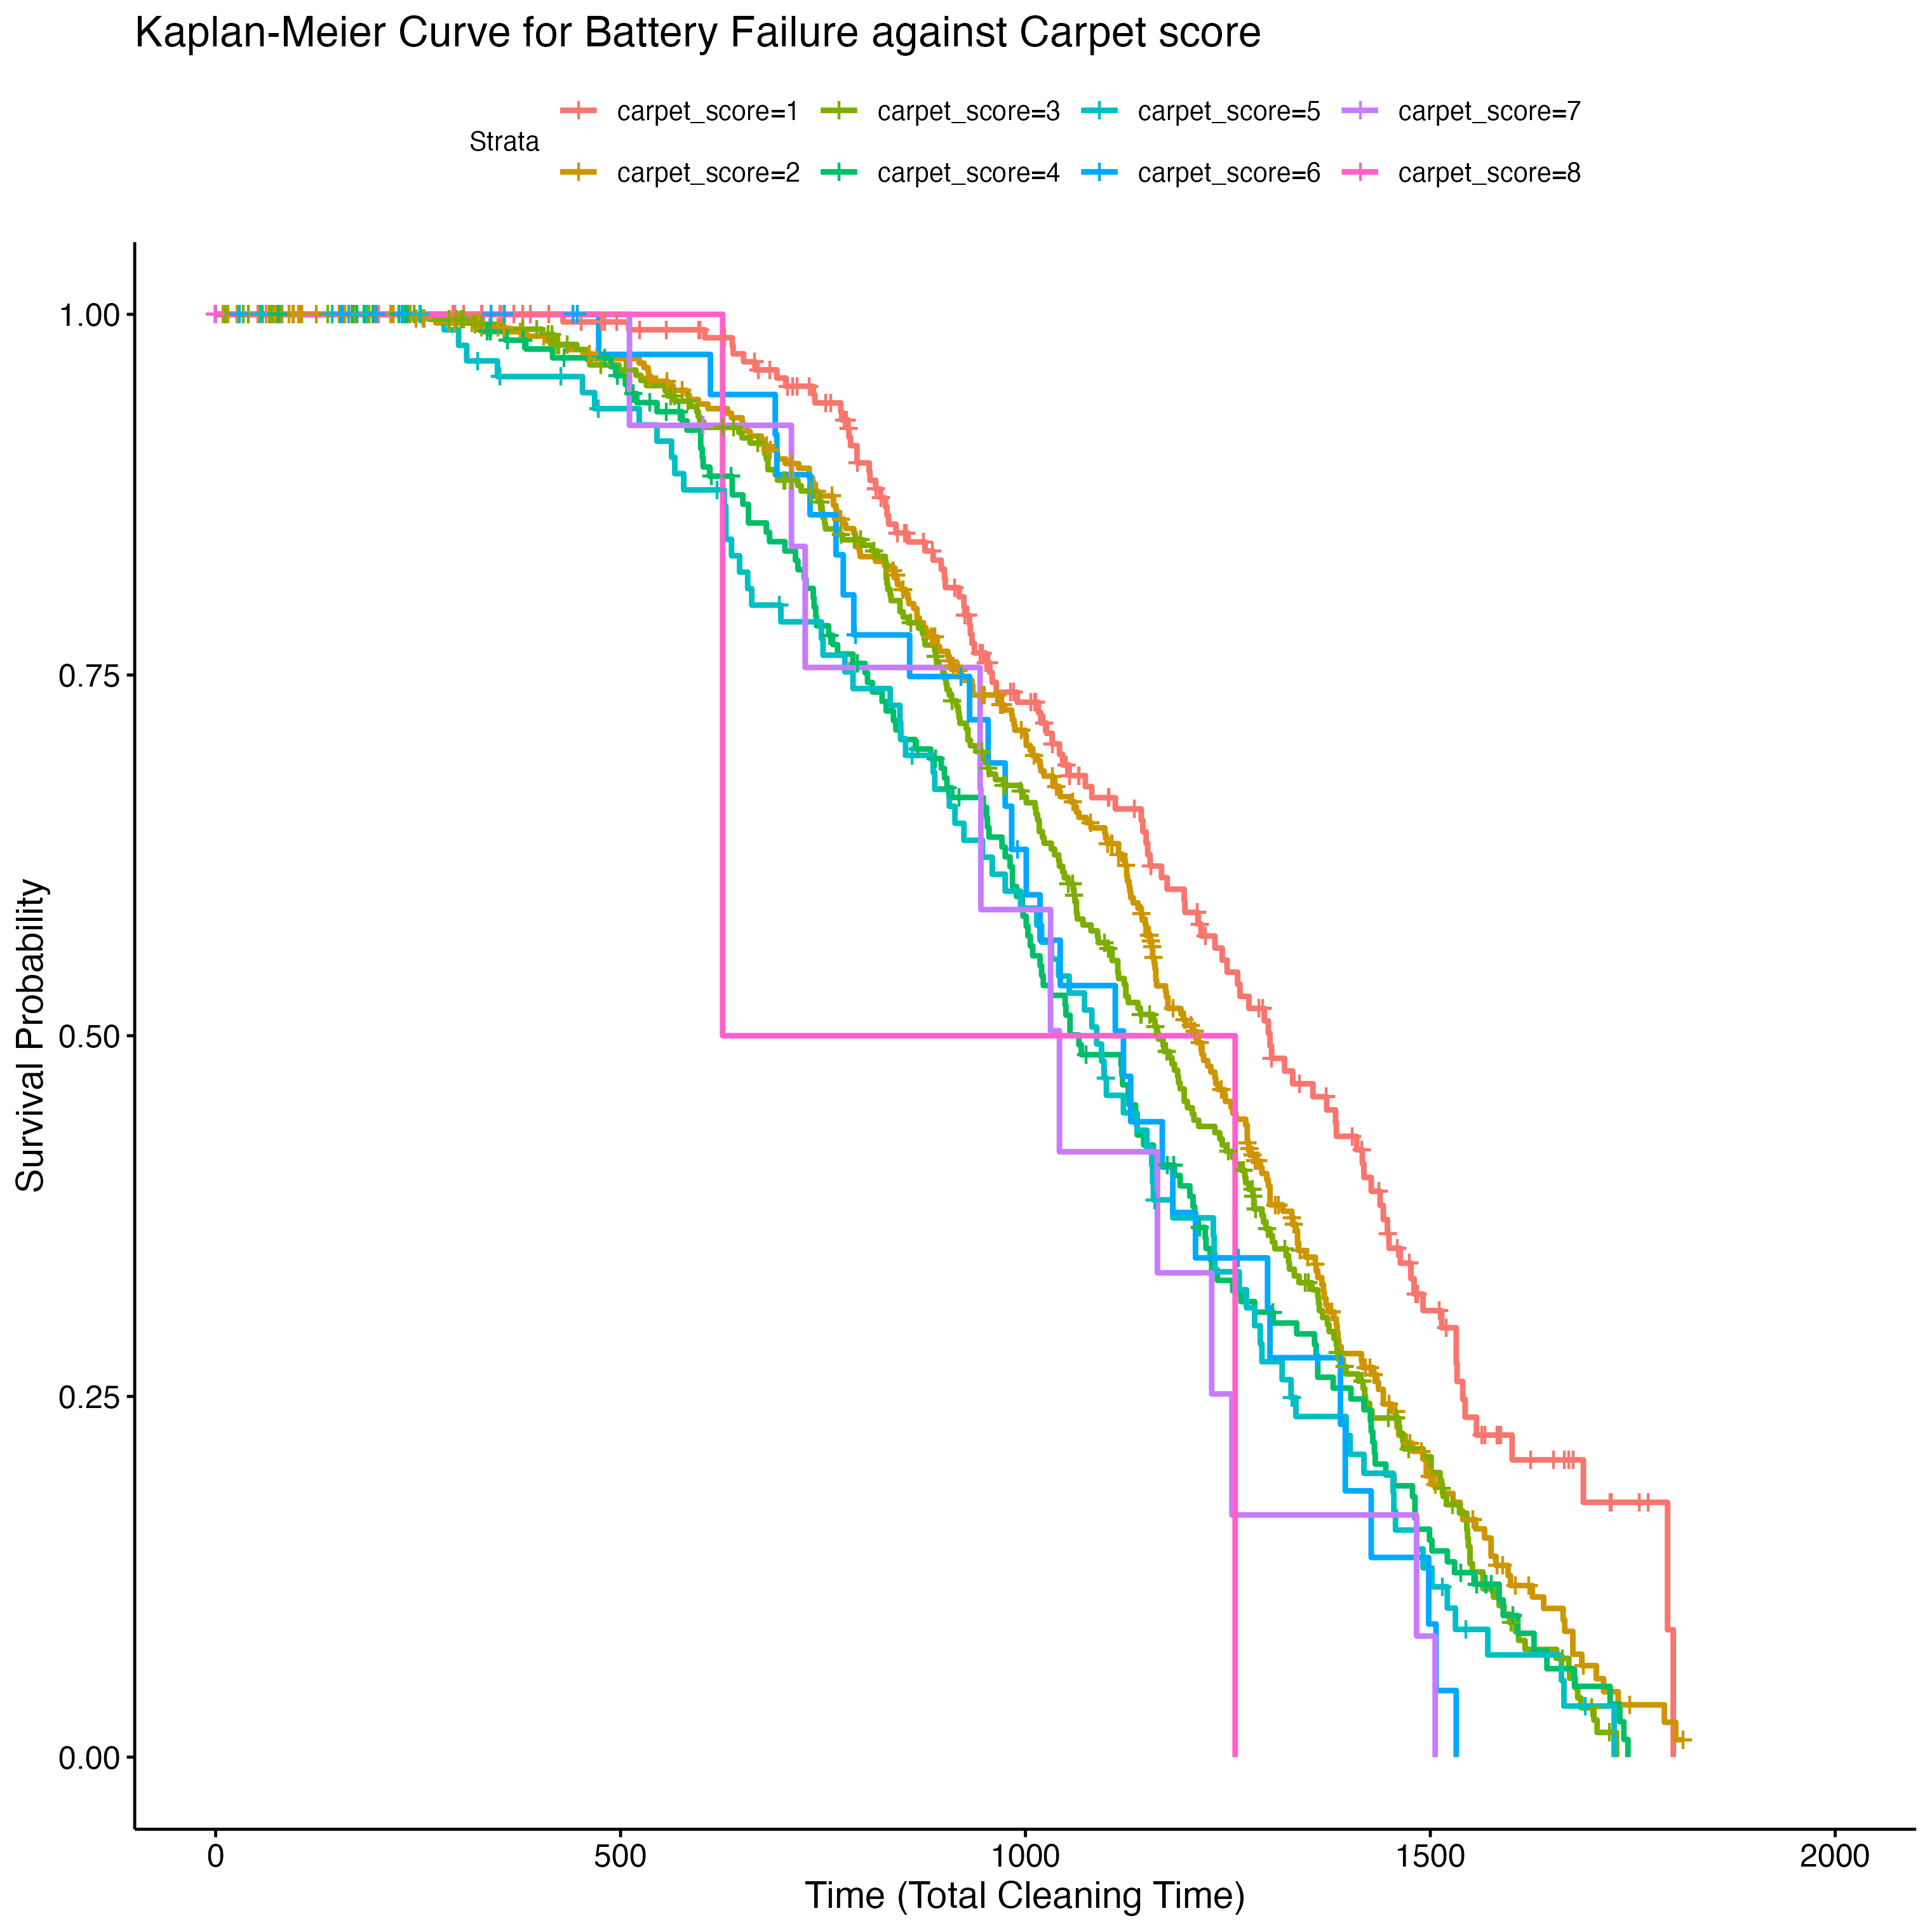 Kaplan-Meier Curve for Battery Failure against Carpet score
Strata
carpet_score=1 carpet_score=3 carpet_score=5 carpet_score=7
carpet_score=2 carpet_score=4 carpet_score=6 carpet_score=8
Survival Probability
1.00
0.75
0.50
0.25
0.00
0 500 1000 1500 2000
Time (Total Cleaning Time)